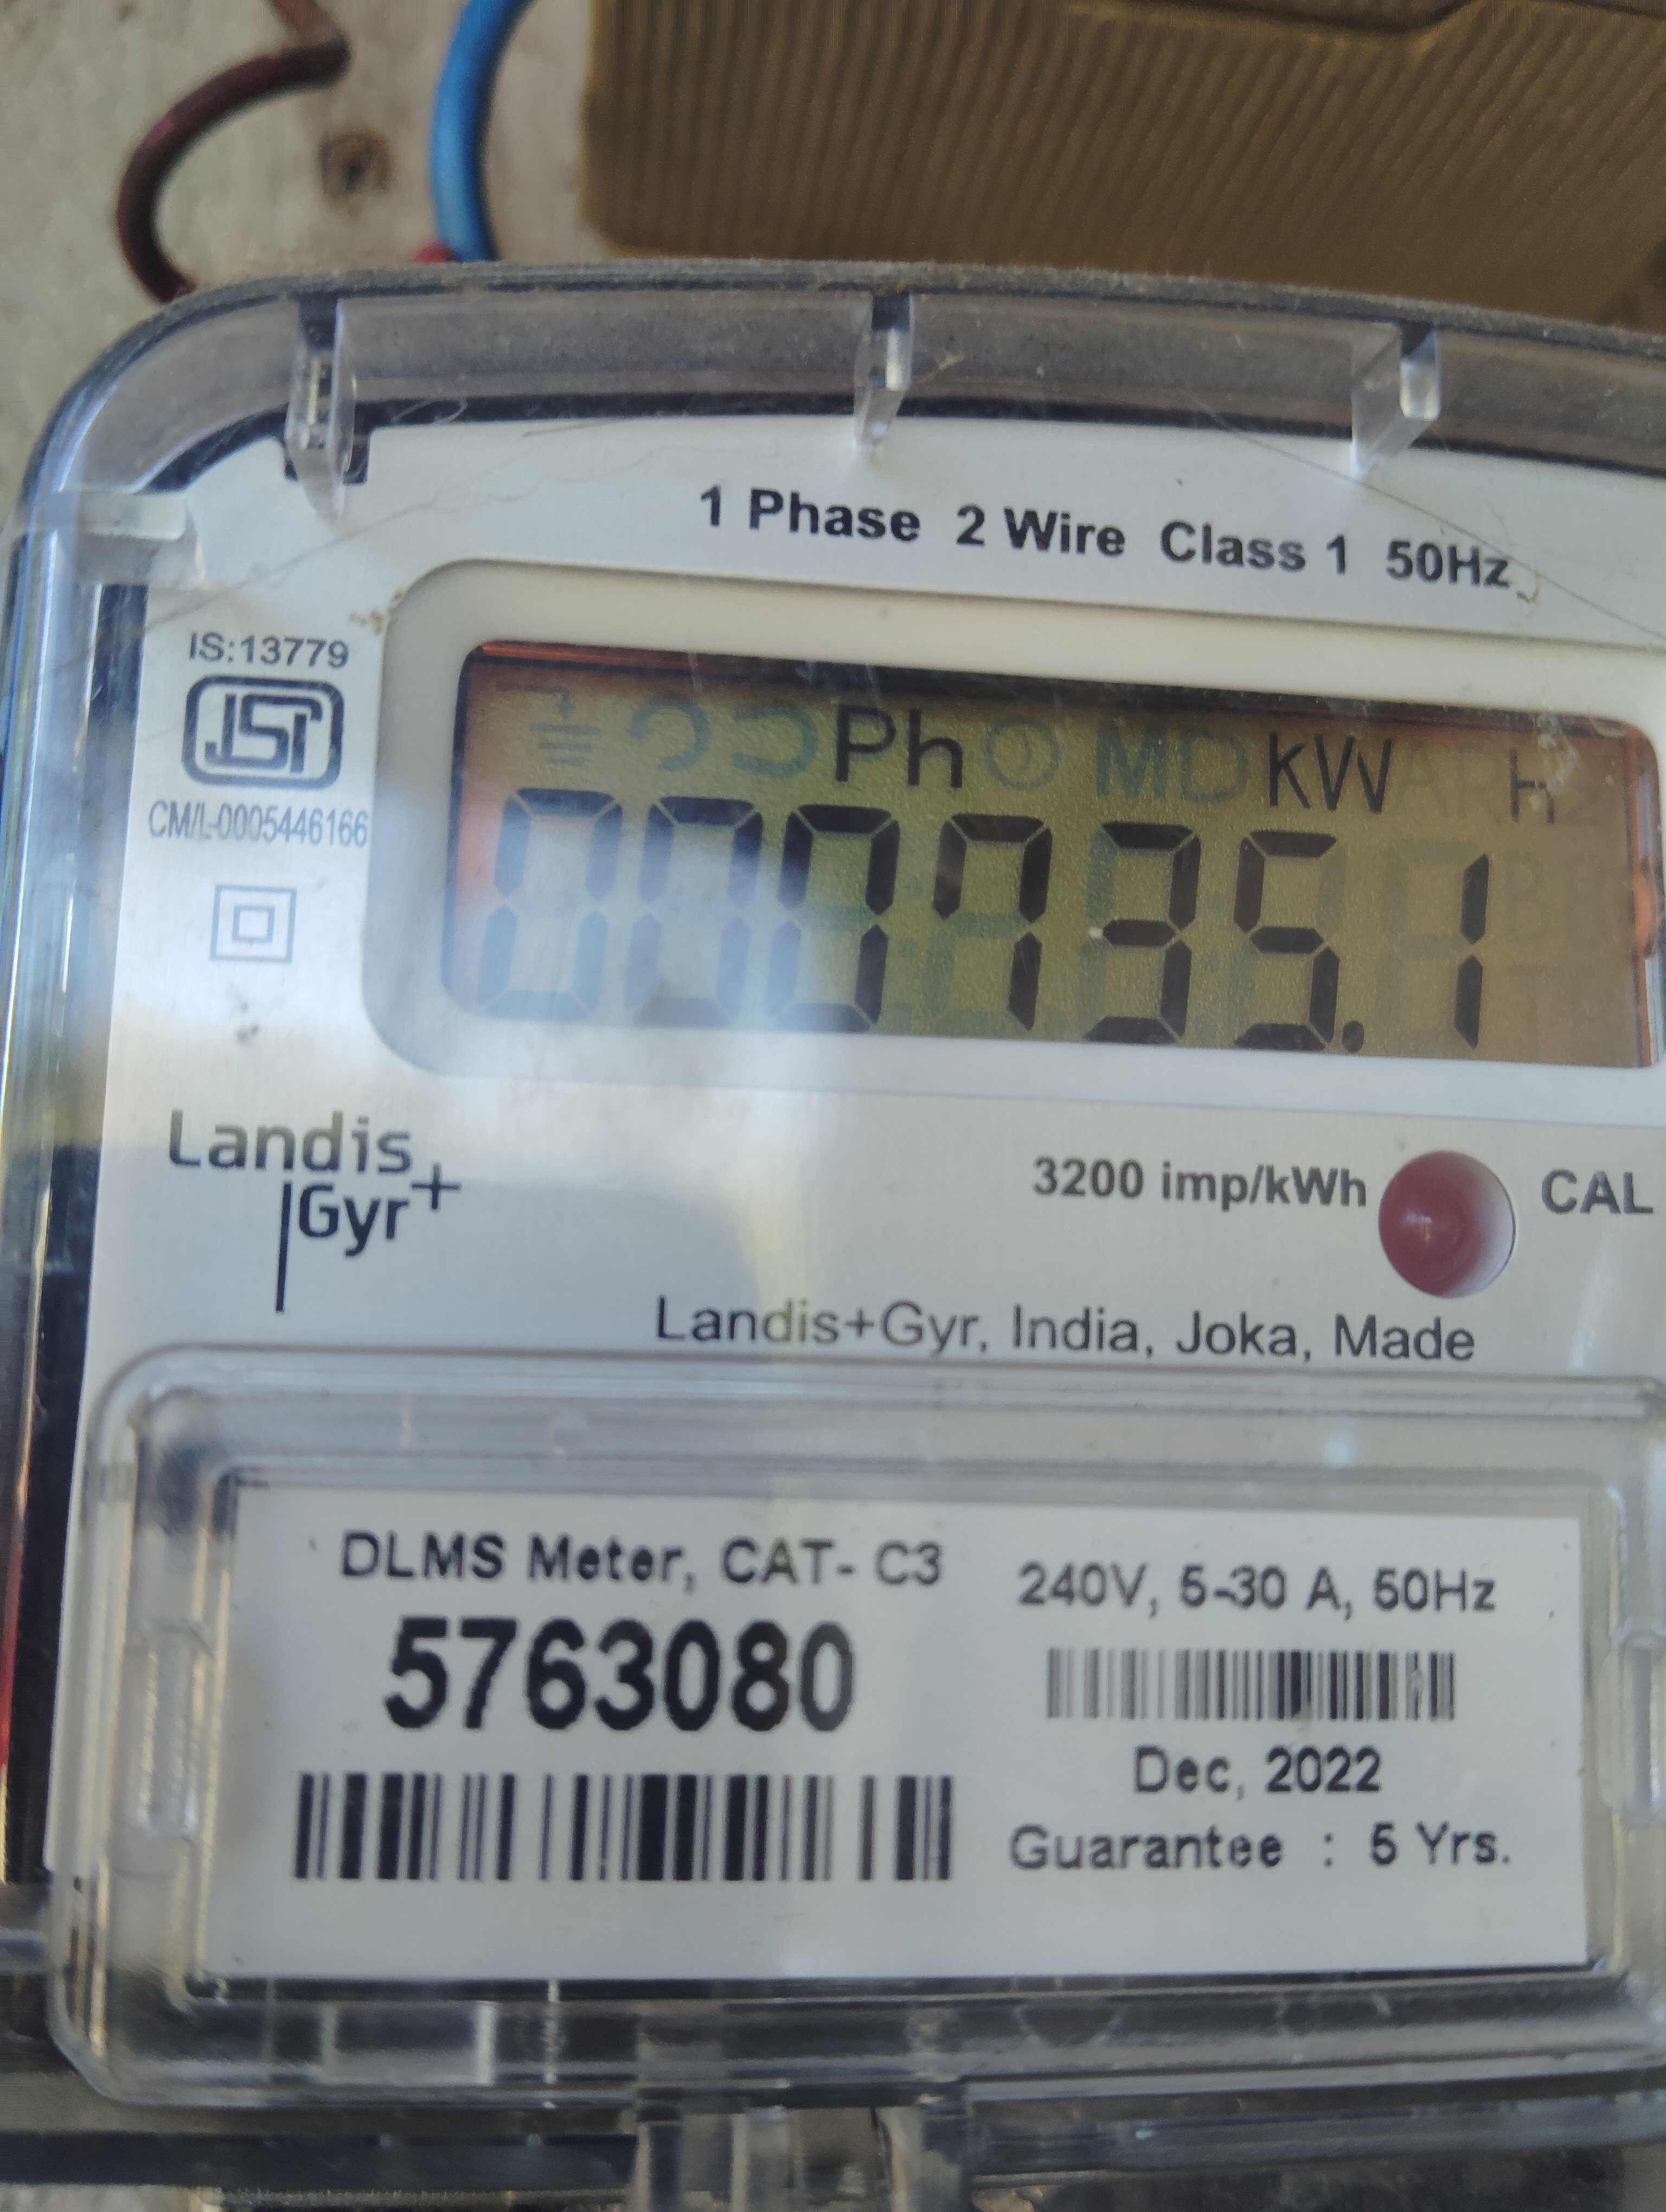 1 Phase 2 Wire Class 1 50Hz
IS:13779
ISI
CM/L-0005446166
Ph MD kW H
000735.1
Landis
Gyr+
3200 imp/kWh CAL
Landis+Gyr, India, Joka, Made
DLMS Meter, CAT- C3
5763080
240V, 5-30 A, 50Hz
Dec, 2022
Guarantee : 5 Yrs.